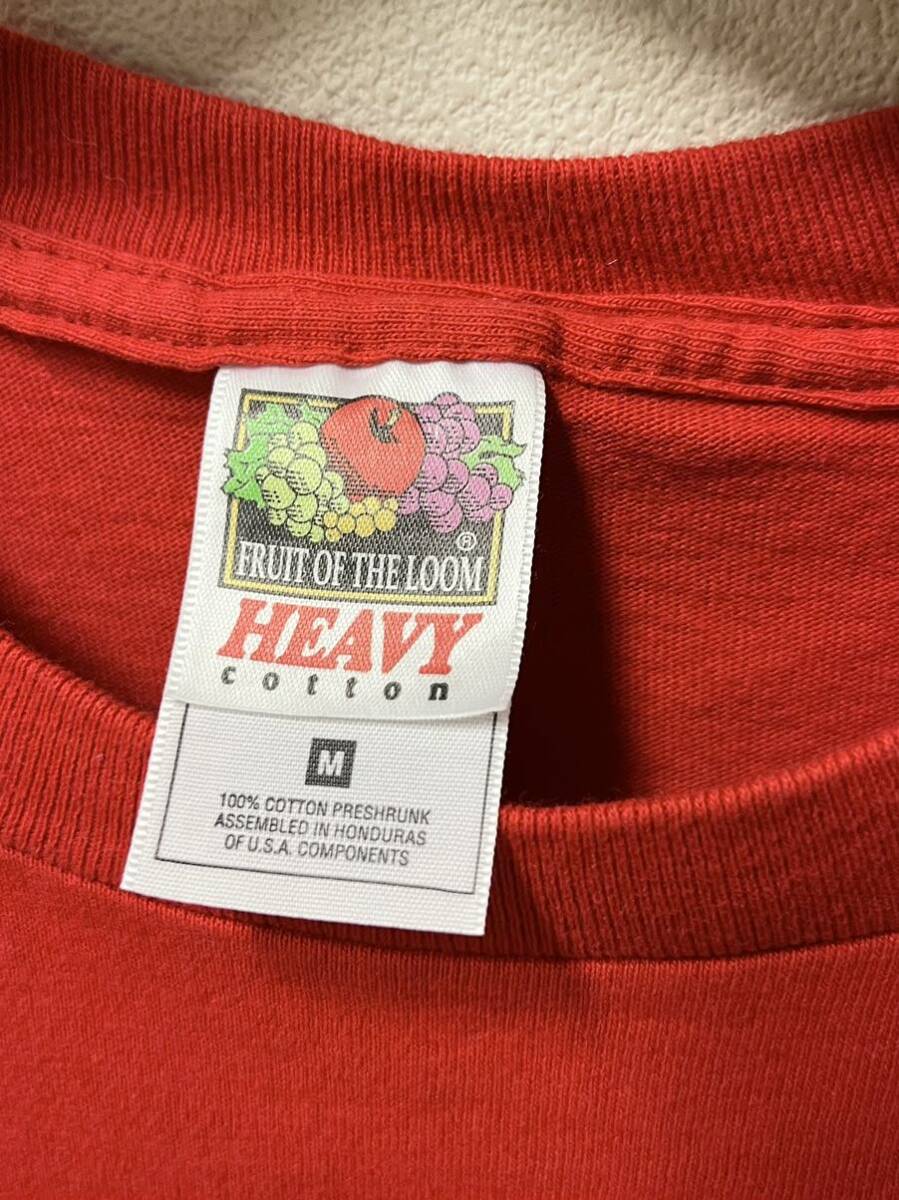 ®
FRUIT OF THE LOOM
HEAVY
cotton
M
100% COTTON PRESHRUNK
ASSEMBLED IN HONDURAS
OF U.S.A. COMPONENTS